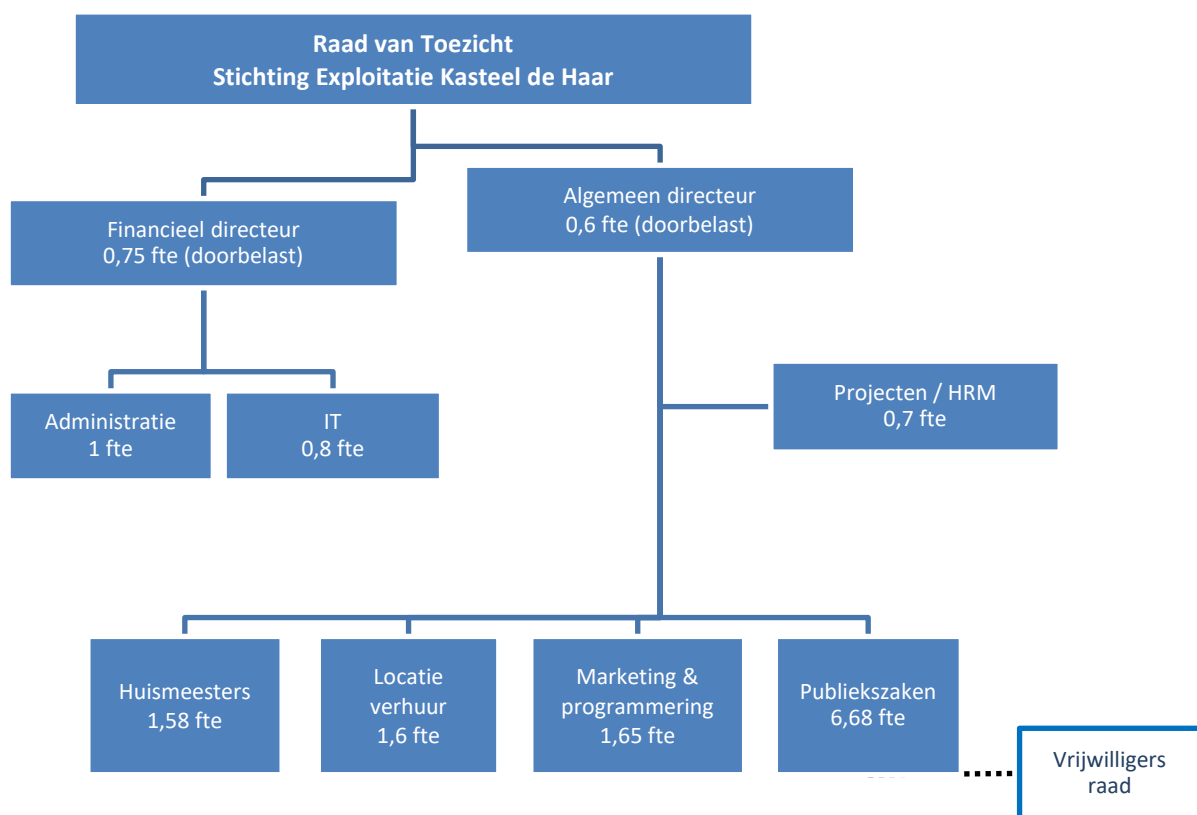 Raad van Toezicht
Stichting Exploitatie Kasteel de Haar
Algemeen directeur
0,6 fte (doorbelast)
Financieel directeur
0,75 fte (doorbelast)
Projecten / HRM
0,7 fte
Administratie
1 fte
IT
0,8 fte
Huismeesters
1,58 fte
Locatie
verhuur
1,6 fte
Marketing &
programmering
1,65 fte
Publiekszaken
6,68 fte
Vrijwilligers
raad